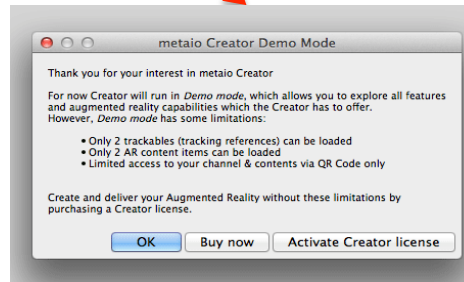 metaio Creator Demo Mode
Thank you for your interest in metaio Creator
For now Creator will run in Demo mode, which allows you to explore all features
and augmented reality capabilities which the Creator has to offer.
However, Demo mode has some limitations:
• Only 2 trackables (tracking references) can be loaded
• Only 2 AR content items can be loaded
• Limited access to your channel & contents via QR Code only
Create and deliver your Augmented Reality without these limitations by
purchasing a Creator license.
OK Buy now Activate Creator license